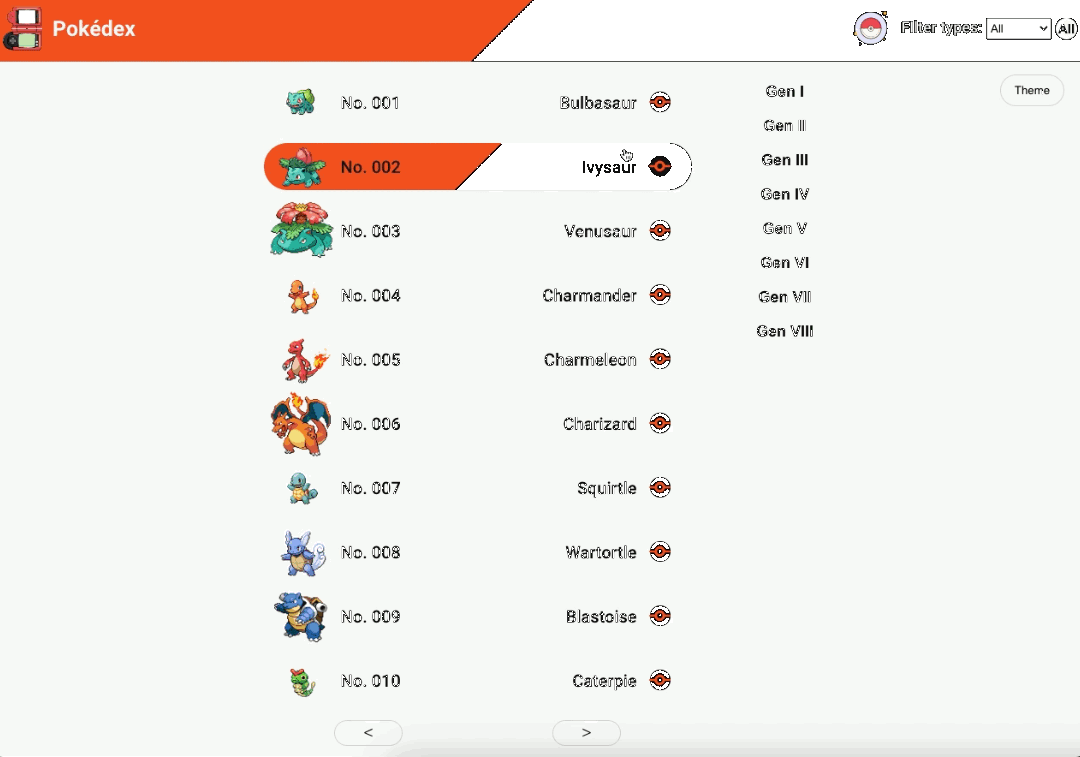 Pokédex
Filter types: All All
Theme
No. 001 Bulbasaur
No. 002 Ivysaur
No. 003 Venusaur
No. 004 Charmander
No. 005 Charmeleon
No. 006 Charizard
No. 007 Squirtle
No. 008 Wartortle
No. 009 Blastoise
No. 010 Caterpie
Gen I
Gen II
Gen III
Gen IV
Gen V
Gen VI
Gen VII
Gen VIII
< >